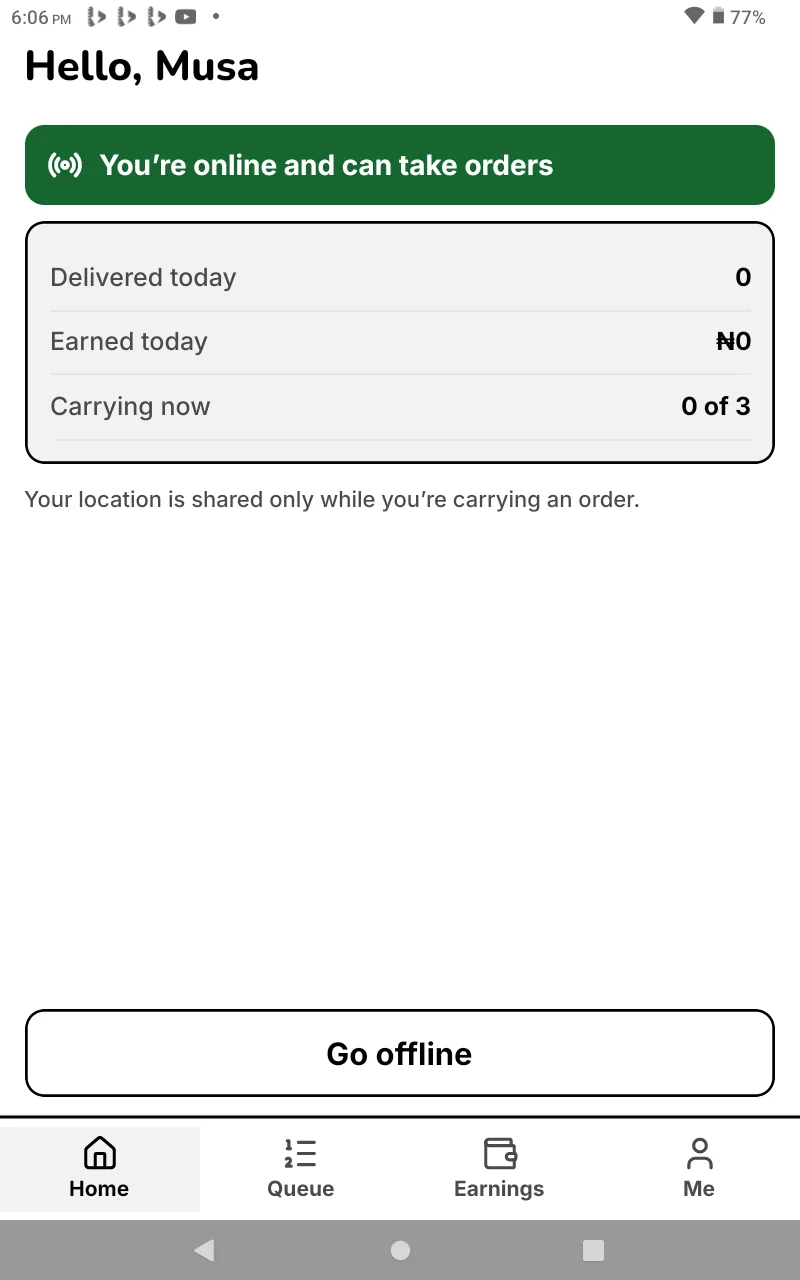 6:06 PM 77%
Hello, Musa
You’re online and can take orders
Delivered today 0
Earned today ₦0
Carrying now 0 of 3
Your location is shared only while you’re carrying an order.
Go offline
Home Queue Earnings Me